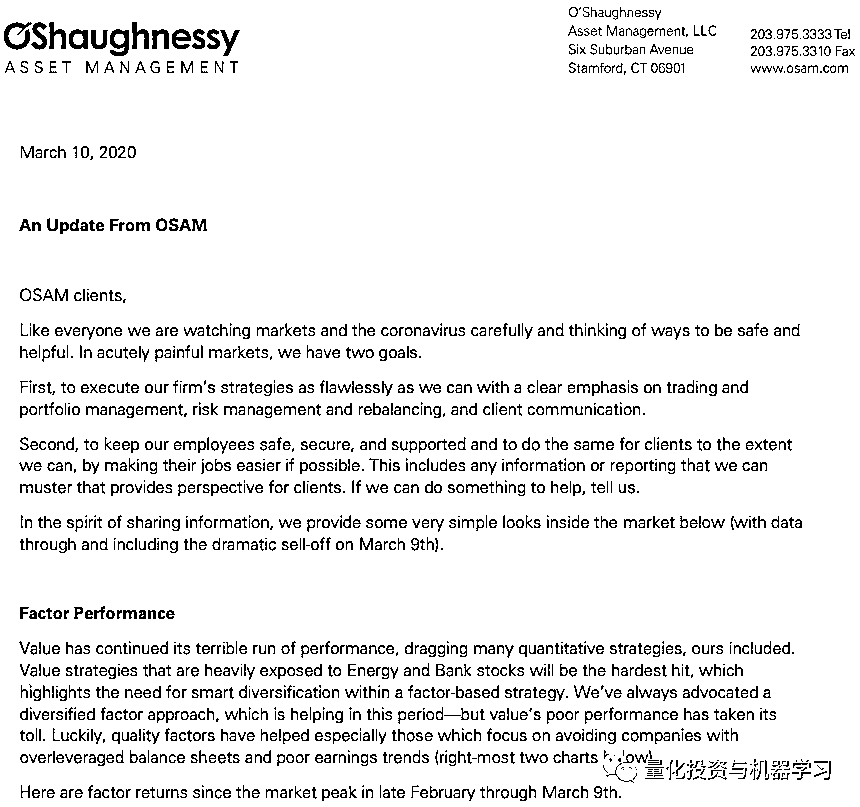 O'Shaughnessy
ASSET MANAGEMENT
O'Shaughnessy
Asset Management, LLC
Six Suburban Avenue
Stamford, CT 06901
203.975.3333 Tel
203.975.3310 Fax
www.osam.com
March 10, 2020
An Update From OSAM
OSAM clients,
Like everyone we are watching markets and the coronavirus carefully and thinking of ways to be safe and
helpful. In acutely painful markets, we have two goals.
First, to execute our firm's strategies as flawlessly as we can with a clear emphasis on trading and
portfolio management, risk management and rebalancing, and client communication.
Second, to keep our employees safe, secure, and supported and to do the same for clients to the extent
we can, by making their jobs easier if possible. This includes any information or reporting that we can
muster that provides perspective for clients. If we can do something to help, tell us.
In the spirit of sharing information, we provide some very simple looks inside the market below (with data
through and including the dramatic sell-off on March 9th).
Factor Performance
Value has continued its terrible run of performance, dragging many quantitative strategies, ours included.
Value strategies that are heavily exposed to Energy and Bank stocks will be the hardest hit, which
highlights the need for smart diversification within a factor-based strategy. We've always advocated a
diversified factor approach, which is helping in this period—but value's poor performance has taken its
toll. Luckily, quality factors have helped especially those which focus on avoiding companies with
overleveraged balance sheets and poor earnings trends (right-most two charts
量化投资与机器学习
Here are factor returns since the market peak in late February through March 9th.